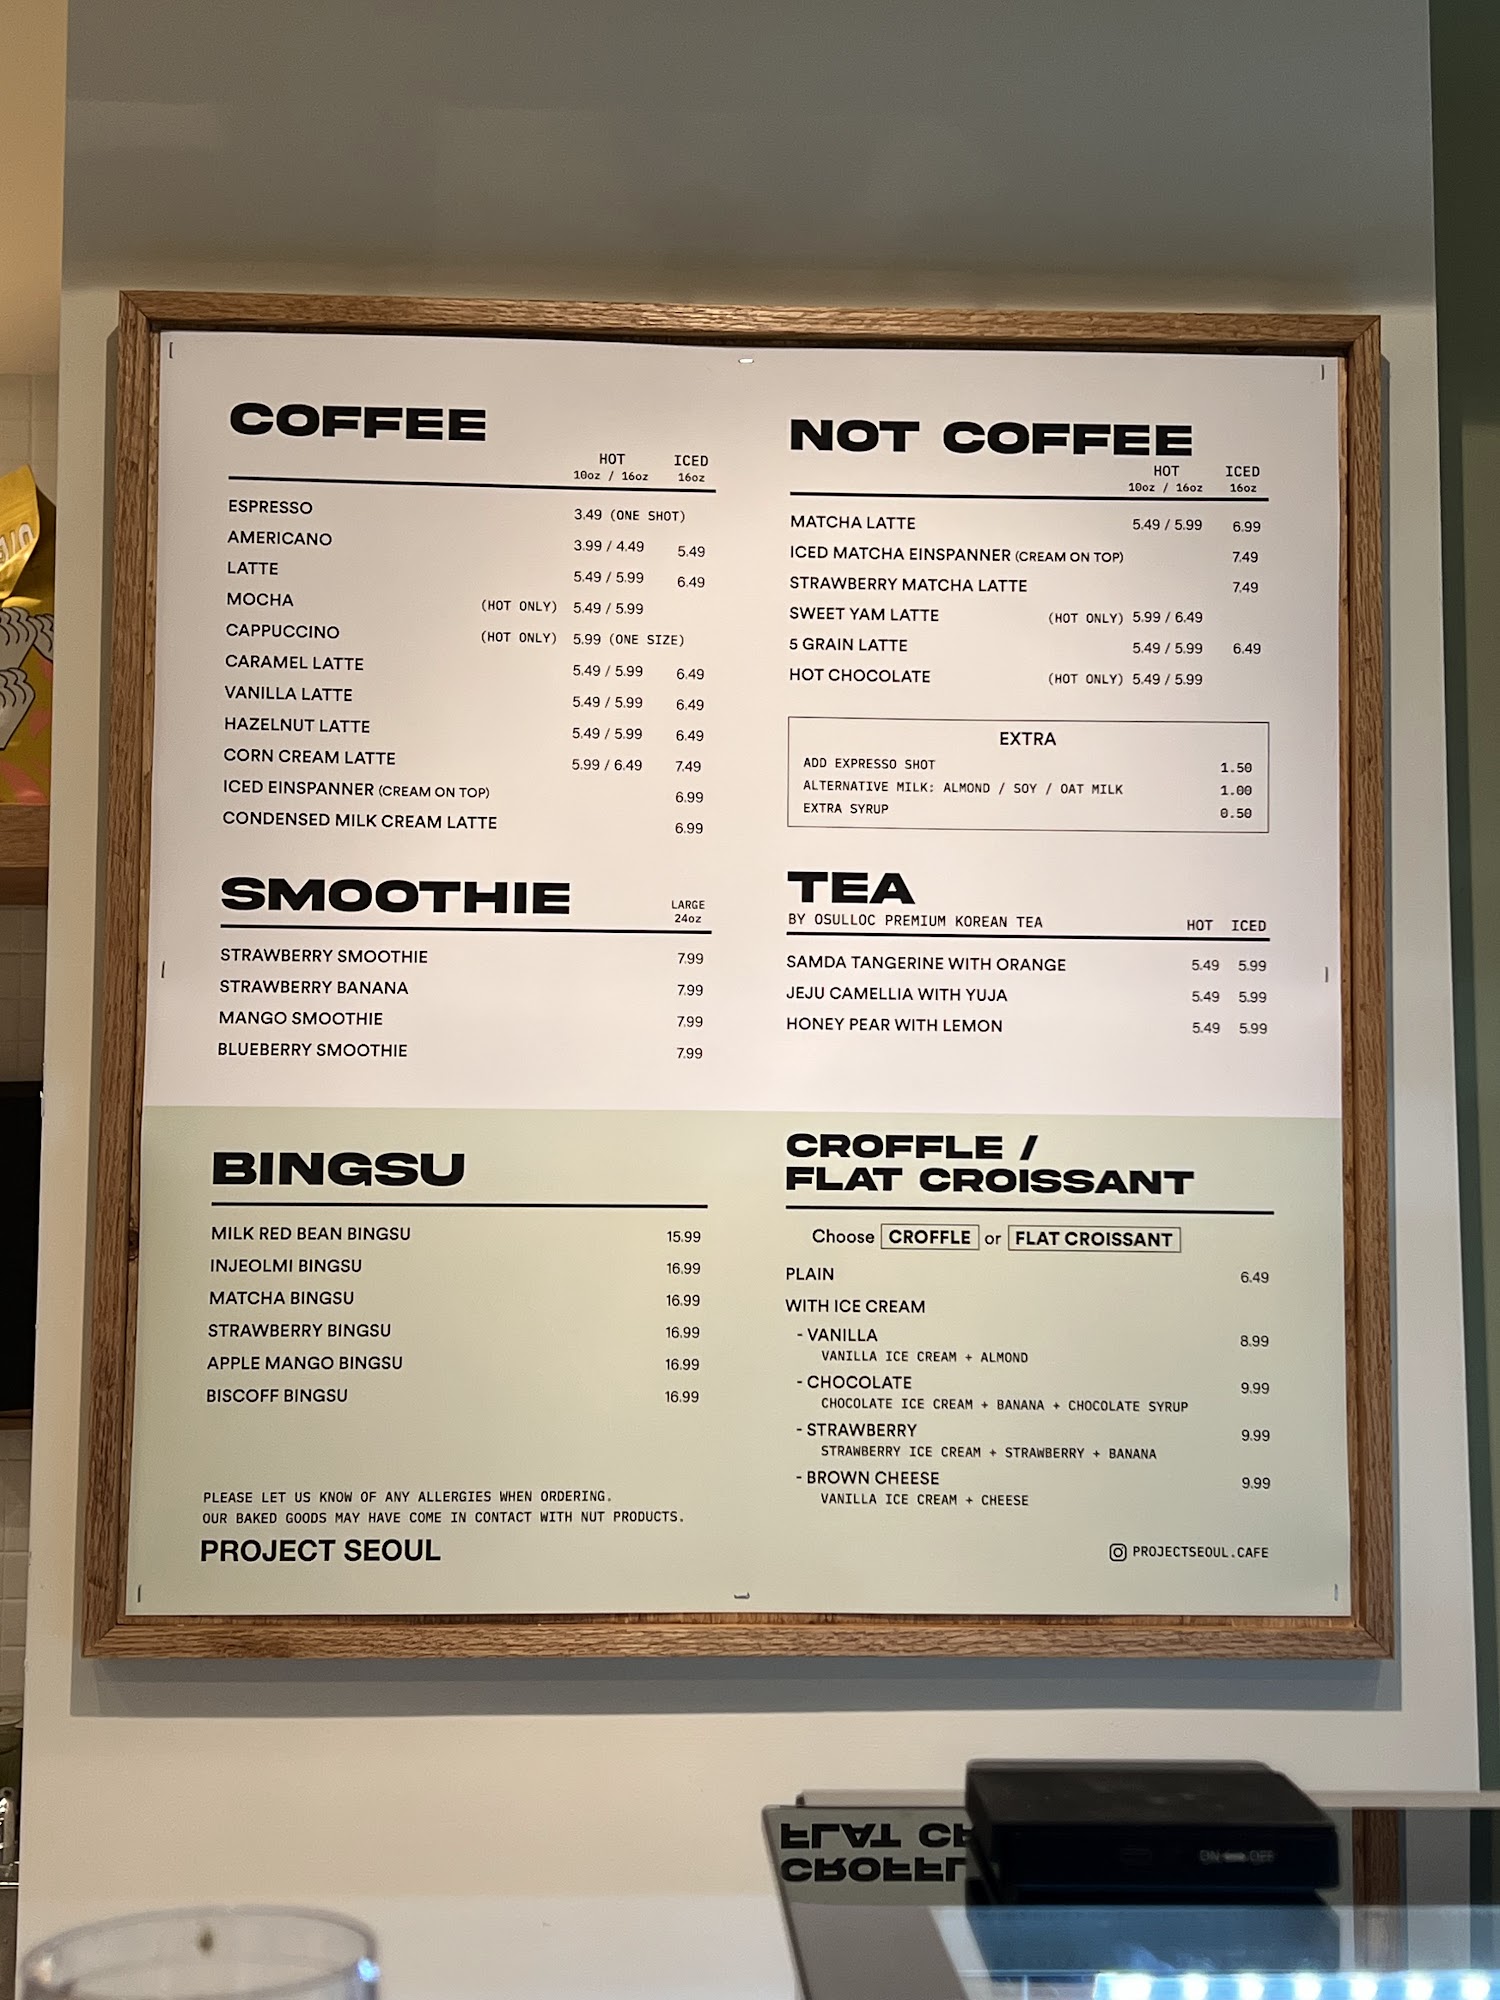 COFFEE
HOT ICED
10oz / 16oz 16oz
ESPRESSO 3.49 (ONE SHOT)
AMERICANO 3.99 / 4.49 5.49
LATTE 5.49 / 5.99 6.49
MOCHA (HOT ONLY) 5.49 / 5.99
CAPPUCCINO (HOT ONLY) 5.99 (ONE SIZE)
CARAMEL LATTE 5.49 / 5.99 6.49
VANILLA LATTE 5.49 / 5.99 6.49
HAZELNUT LATTE 5.49 / 5.99 6.49
CORN CREAM LATTE 5.99 / 6.49 7.49
ICED EINSPANNER (CREAM ON TOP) 6.99
CONDENSED MILK CREAM LATTE 6.99
SMOOTHIE
LARGE
24oz
STRAWBERRY SMOOTHIE 7.99
STRAWBERRY BANANA 7.99
MANGO SMOOTHIE 7.99
BLUEBERRY SMOOTHIE 7.99
NOT COFFEE
HOT ICED
10oz / 16oz 16oz
MATCHA LATTE 5.49 / 5.99 6.99
ICED MATCHA EINSPANNER (CREAM ON TOP) 7.49
STRAWBERRY MATCHA LATTE 7.49
SWEET YAM LATTE (HOT ONLY) 5.99 / 6.49
5 GRAIN LATTE 5.49 / 5.99 6.49
HOT CHOCOLATE (HOT ONLY) 5.49 / 5.99
EXTRA
ADD EXPRESSO SHOT 1.50
ALTERNATIVE MILK: ALMOND / SOY / OAT MILK 1.00
EXTRA SYRUP 0.50
TEA
BY OSULLOC PREMIUM KOREAN TEA HOT ICED
SAMDA TANGERINE WITH ORANGE 5.49 5.99
JEJU CAMELLIA WITH YUJA 5.49 5.99
HONEY PEAR WITH LEMON 5.49 5.99
BINGSU
MILK RED BEAN BINGSU 15.99
INJEOLMI BINGSU 16.99
MATCHA BINGSU 16.99
STRAWBERRY BINGSU 16.99
APPLE MANGO BINGSU 16.99
BISCOFF BINGSU 16.99
PLEASE LET US KNOW OF ANY ALLERGIES WHEN ORDERING.
OUR BAKED GOODS MAY HAVE COME IN CONTACT WITH NUT PRODUCTS.
PROJECT SEOUL
CROFFLE /
FLAT CROISSANT
Choose CROFFLE or FLAT CROISSANT
PLAIN 6.49
WITH ICE CREAM
- VANILLA 8.99
VANILLA ICE CREAM + ALMOND
- CHOCOLATE 9.99
CHOCOLATE ICE CREAM + BANANA + CHOCOLATE SYRUP
- STRAWBERRY 9.99
STRAWBERRY ICE CREAM + STRAWBERRY + BANANA
- BROWN CHEESE 9.99
VANILLA ICE CREAM + CHEESE
PROJECTSEOUL.CAFE
ON OFF